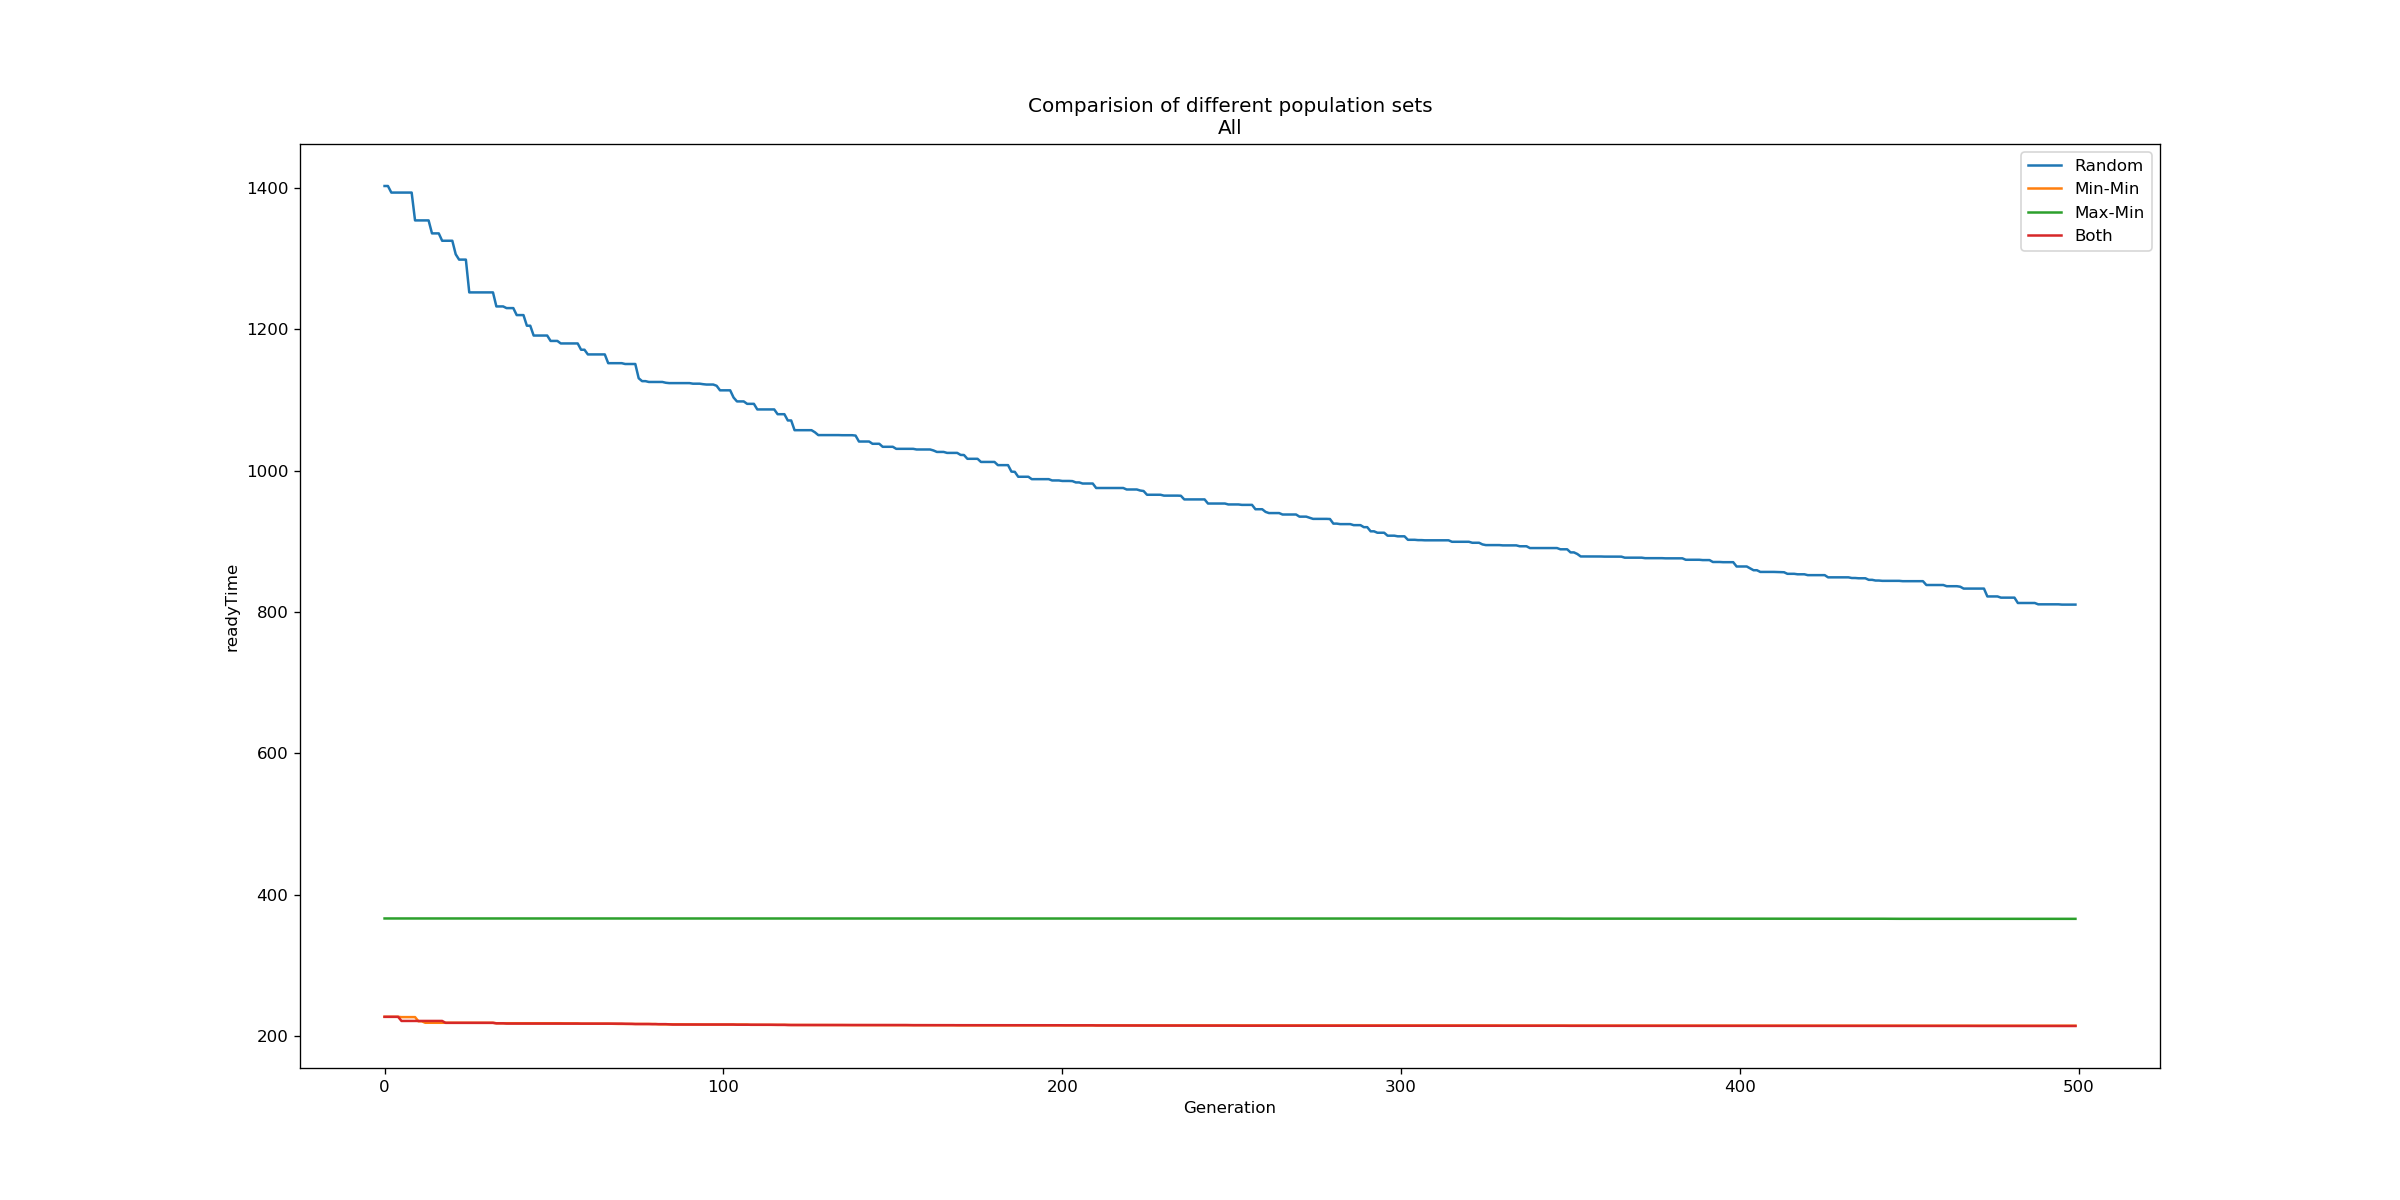 Comparision of different population sets
All
Random
Min-Min
Max-Min
Both
1400
1200
1000
800
600
400
200
readyTime
0 100 200 300 400 500
Generation